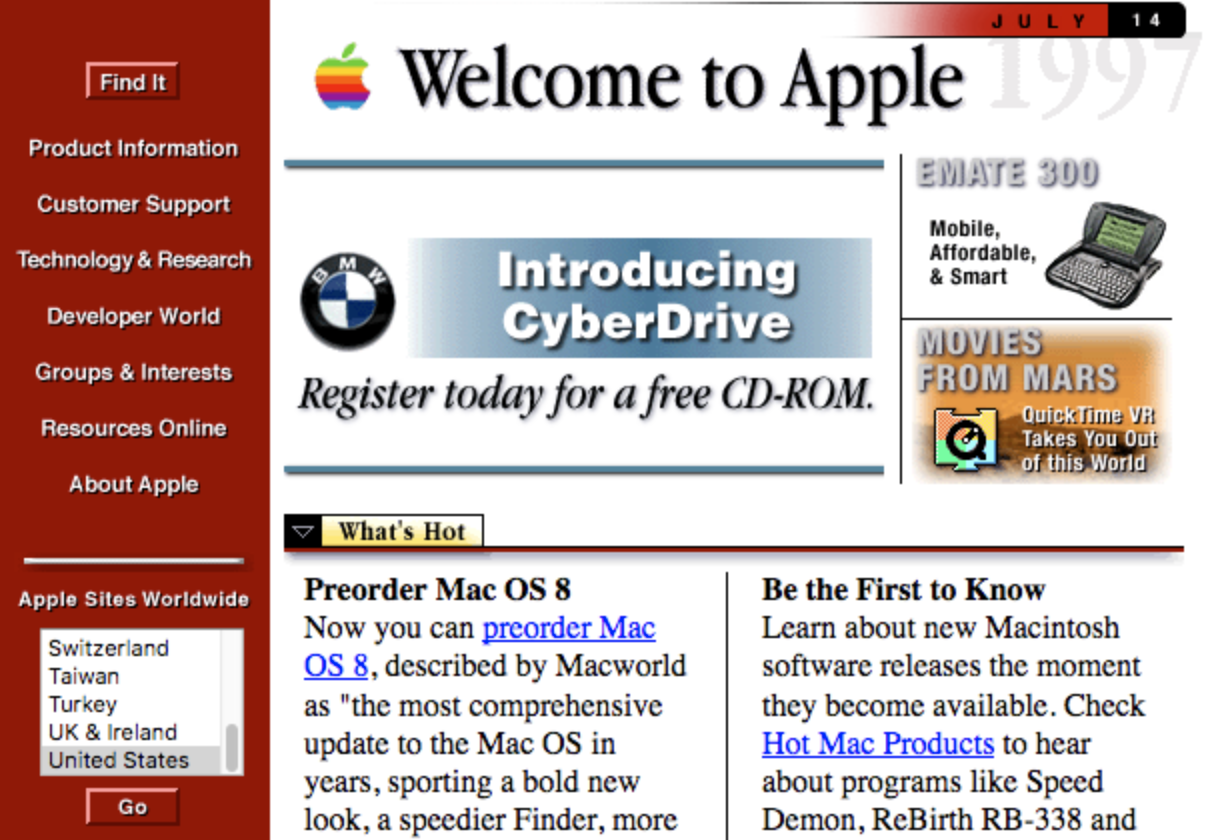 JULY 14
1997
Welcome to Apple
Find It
Product Information
Customer Support
Technology & Research
Developer World
Groups & Interests
Resources Online
About Apple
Apple Sites Worldwide
Switzerland
Taiwan
Turkey
UK & Ireland
United States
Go
BMW
Introducing
CyberDrive
Register today for a free CD-ROM.
EMATE 300
Mobile,
Affordable,
& Smart
MOVIES
FROM MARS
QuickTime VR
Takes You Out
of this World
What's Hot
Preorder Mac OS 8
Now you can preorder Mac
OS 8, described by Macworld
as "the most comprehensive
update to the Mac OS in
years, sporting a bold new
look, a speedier Finder, more
Be the First to Know
Learn about new Macintosh
software releases the moment
they become available. Check
Hot Mac Products to hear
about programs like Speed
Demon, ReBirth RB-338 and